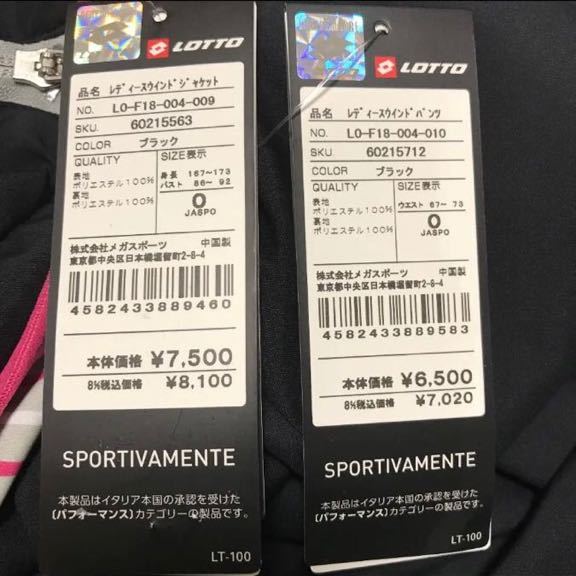 LOTTO
品名 レディースウインドジャケット
NO. LO-F18-004-009
SKU. 60215563
COLOR ブラック
QUALITY
SIZE表示
表地
ポリエステル100%
裏地
ポリエステル100%
身長 167~173
バスト 86~92
O
JASPO
株式会社メガスポーツ 中国製
東京都中央区日本橋堀留町2-8-4
4582433889460
本体価格 ¥7,500
8%税込価格 ¥8,100
SPORTIVAMENTE
本製品はイタリア本国の承認を受けた
〔パフォーマンス〕カテゴリーの製品です。
LT-100
LOTTO
品名 レディースウインドパンツ
NO. LO-F18-004-010
SKU 60215712
COLOR ブラック
QUALITY
SIZE表示
表地
ポリエステル100%
裏地
ポリエステル100%
ウエスト 67~73
O
JASPO
株式会社メガスポーツ 中国製
東京都中央区日本橋堀留町2-8-4
4582433889583
本体価格 ¥6,500
8%税込価格 ¥7,020
SPORTIVAMENTE
本製品はイタリア本国の承認を受けた
〔パフォーマンス〕カテゴリーの製品です。
LT-100